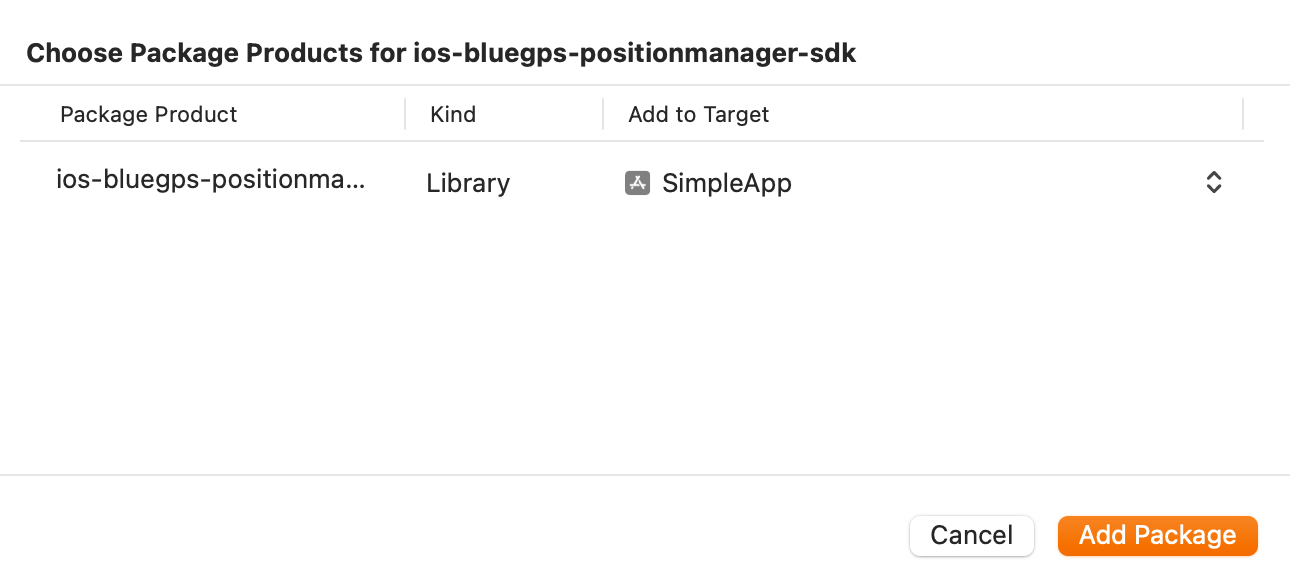 Choose Package Products for ios-bluegps-positionmanager-sdk
Package Product Kind Add to Target
ios-bluegps-positionma... Library SimpleApp
Cancel Add Package